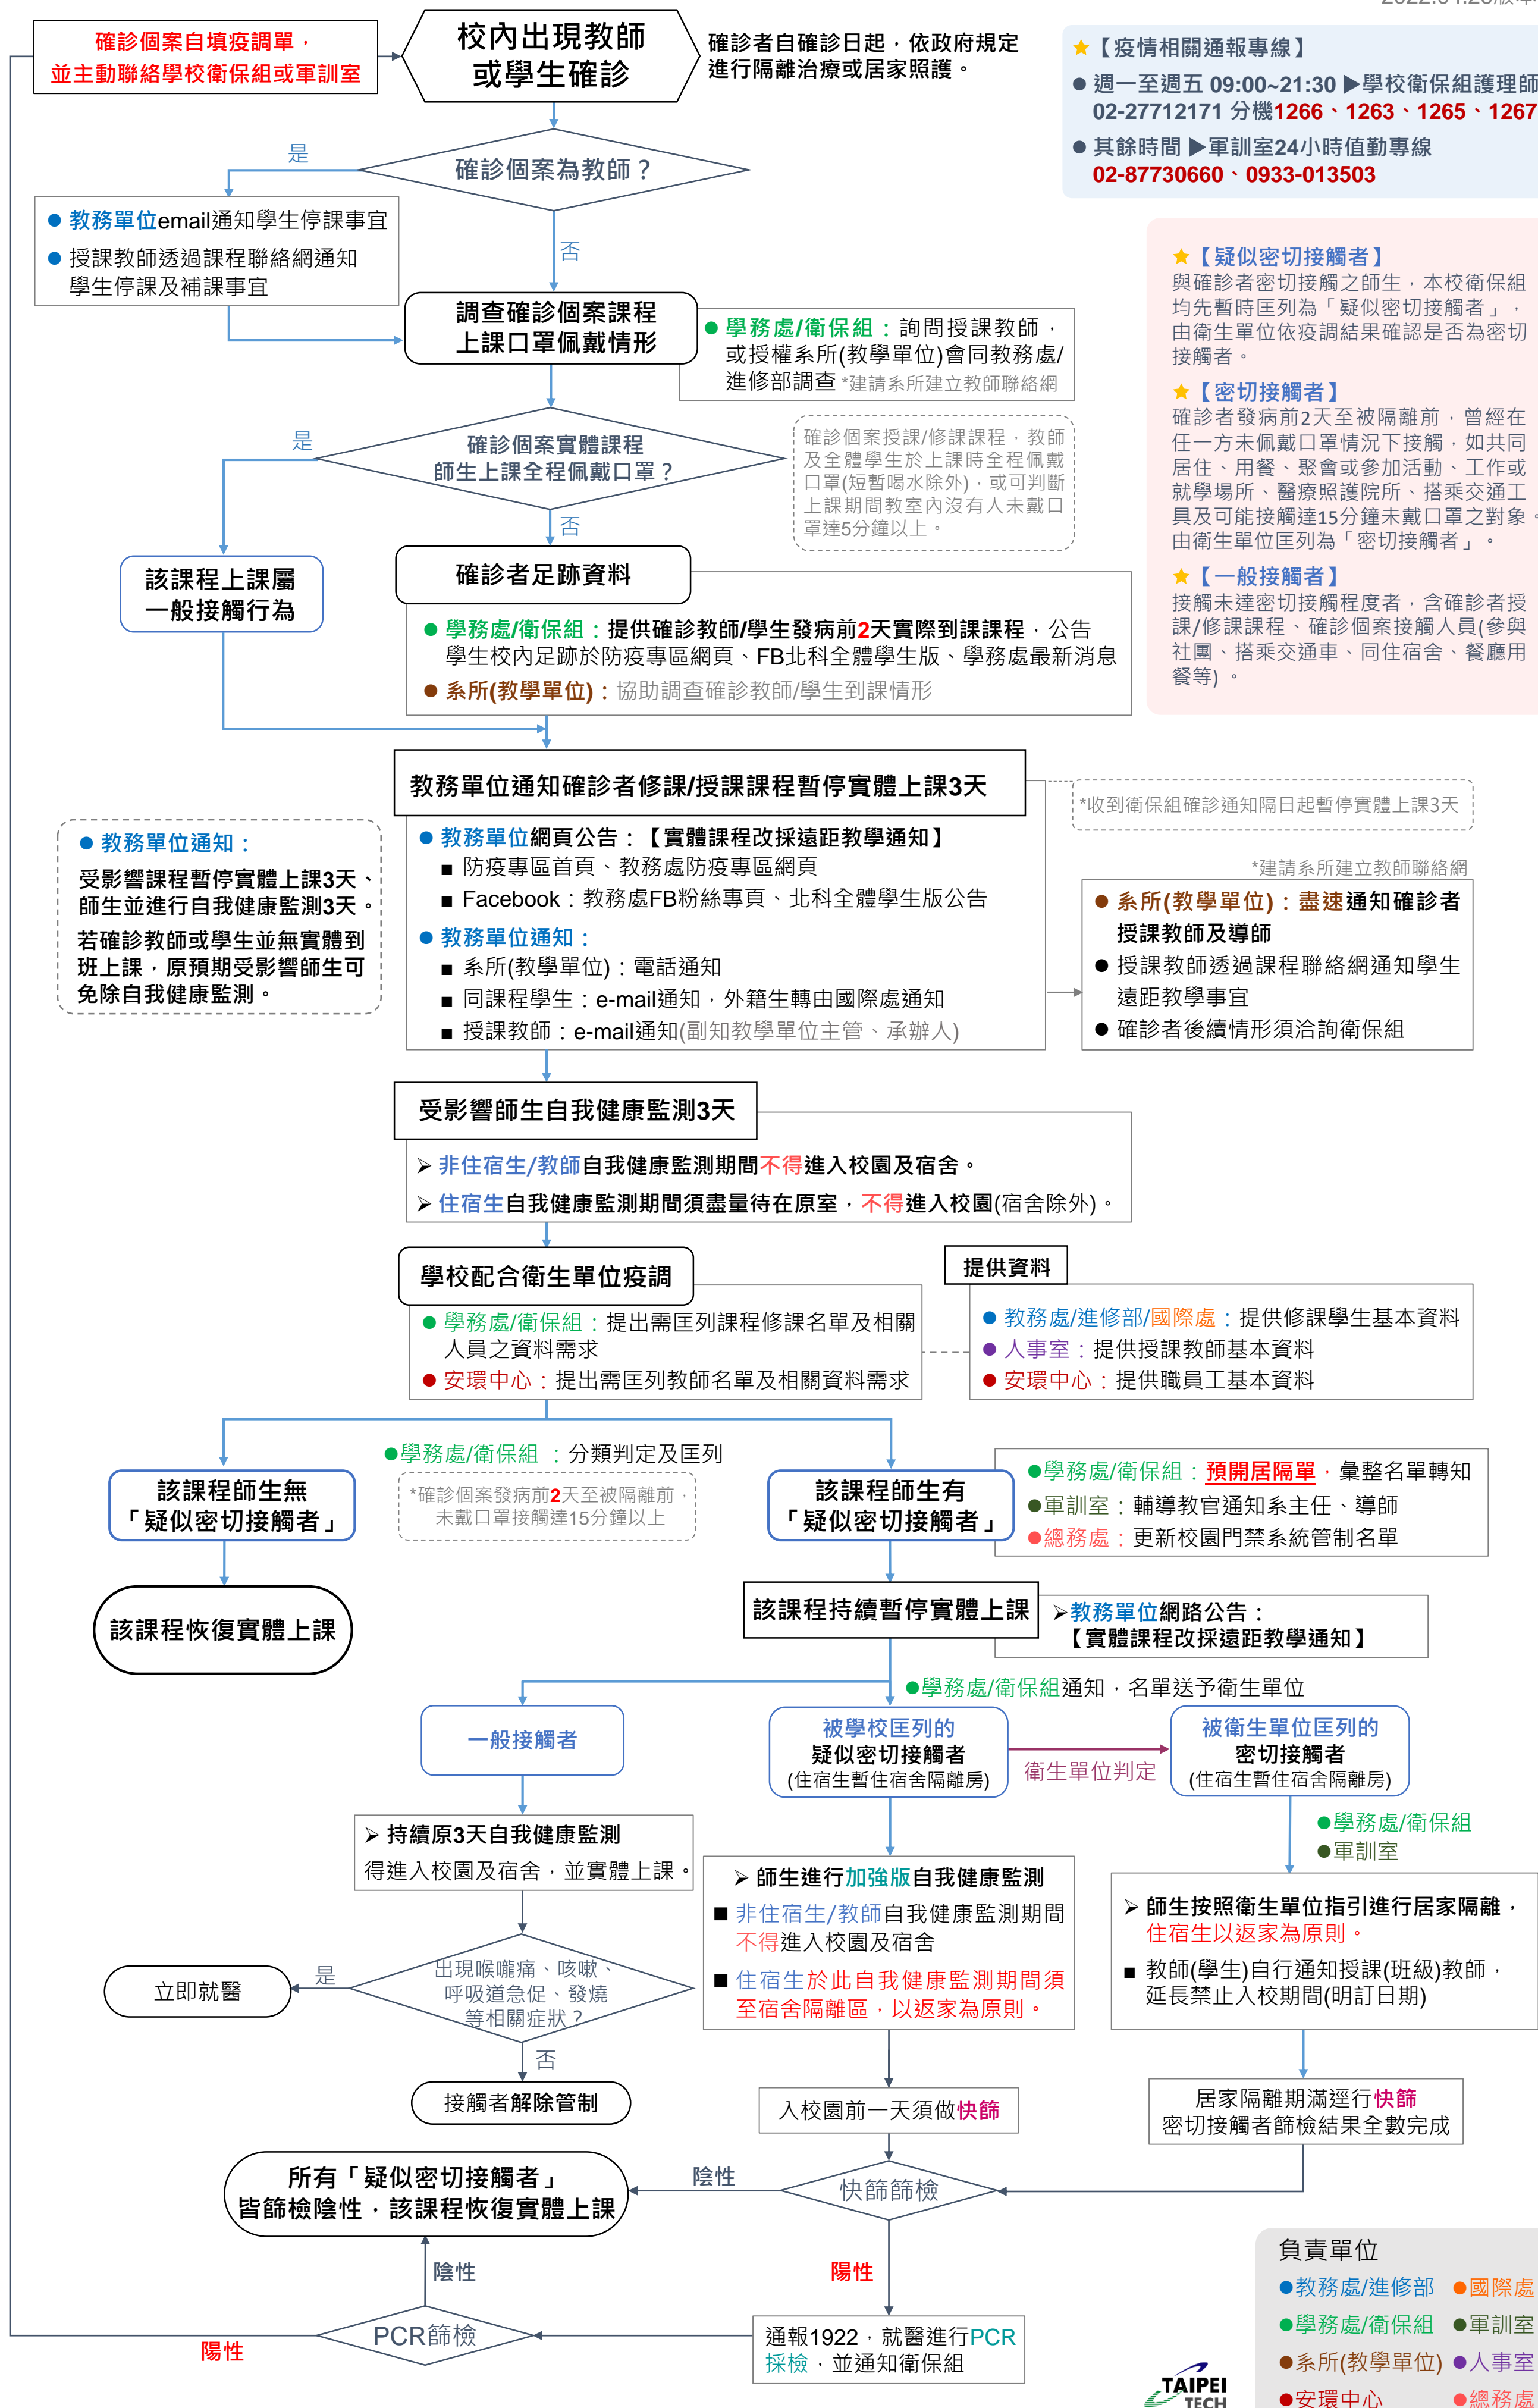 確診個案自填疫調單，
並主動聯絡學校衛保組或軍訓室
校內出現教師
或學生確診
確診者自確診日起，依政府規定
進行隔離治療或居家照護。
★【疫情相關通報專線】
● 週一至週五 09:00~21:30 ▶學校衛保組護理師
02-27712171 分機1266、1263、1265、1267
● 其餘時間 ▶軍訓室24小時值勤專線
02-87730660、0933-013503
確診個案為教師？
是
否
● 教務單位email通知學生停課事宜
● 授課教師透過課程聯絡網通知
學生停課及補課事宜
調查確診個案課程
上課口罩佩戴情形
● 學務處/衛保組：詢問授課教師，
或授權系所(教學單位)會同教務處/
進修部調查 *建請系所建立教師聯絡網
★【疑似密切接觸者】
與確診者密切接觸之師生，本校衛保組
均先暫時匡列為「疑似密切接觸者」，
由衛生單位依疫調結果確認是否為密切
接觸者。
★【密切接觸者】
確診者發病前2天至被隔離前，曾經在
任一方未佩戴口罩情況下接觸，如共同
居住、用餐、聚會或參加活動、工作或
就學場所、醫療照護院所、搭乘交通工
具及可能接觸達15分鐘未戴口罩之對象。
由衛生單位匡列為「密切接觸者」。
★【一般接觸者】
接觸未達密切接觸程度者，含確診者授
課/修課課程、確診個案接觸人員(參與
社團、搭乘交通車、同住宿舍、餐廳用
餐等)。
確診個案實體課程
師生上課全程佩戴口罩？
是
否
確診個案授課/修課課程，教師
及全體學生於上課時全程佩戴
口罩(短暫喝水除外)，或可判斷
上課期間教室內沒有人未戴口
罩達5分鐘以上。
該課程上課屬
一般接觸行為
確診者足跡資料
● 學務處/衛保組：提供確診教師/學生發病前2天實際到課課程，公告
學生校內足跡於防疫專區網頁、FB北科全體學生版、學務處最新消息
● 系所(教學單位)：協助調查確診教師/學生到課情形
教務單位通知確診者修課/授課課程暫停實體上課3天
*收到衛保組確診通知隔日起暫停實體上課3天
● 教務單位通知：
受影響課程暫停實體上課3天、
師生並進行自我健康監測3天。
若確診教師或學生並無實體到
班上課，原預期受影響師生可
免除自我健康監測。
● 教務單位網頁公告：【實體課程改採遠距教學通知】
■ 防疫專區首頁、教務處防疫專區網頁
■ Facebook：教務處FB粉絲專頁、北科全體學生版公告
● 教務單位通知：
■ 系所(教學單位)：電話通知
■ 同課程學生：e-mail通知，外籍生轉由國際處通知
■ 授課教師：e-mail通知(副知教學單位主管、承辦人)
*建請系所建立教師聯絡網
● 系所(教學單位)：盡速通知確診者
授課教師及導師
● 授課教師透過課程聯絡網通知學生
遠距教學事宜
● 確診者後續情形須洽詢衛保組
受影響師生自我健康監測3天
➢ 非住宿生/教師自我健康監測期間不得進入校園及宿舍。
➢ 住宿生自我健康監測期間須盡量待在原室，不得進入校園(宿舍除外)。
學校配合衛生單位疫調
● 學務處/衛保組：提出需匡列課程修課名單及相關
人員之資料需求
● 安環中心：提出需匡列教師名單及相關資料需求
提供資料
● 教務處/進修部/國際處：提供修課學生基本資料
● 人事室：提供授課教師基本資料
● 安環中心：提供職員工基本資料
●學務處/衛保組 ：分類判定及匡列
*確診個案發病前2天至被隔離前，
未戴口罩接觸達15分鐘以上
該課程師生無
「疑似密切接觸者」
該課程師生有
「疑似密切接觸者」
●學務處/衛保組：預開居隔單，彙整名單轉知
●軍訓室：輔導教官通知系主任、導師
●總務處：更新校園門禁系統管制名單
該課程恢復實體上課
該課程持續暫停實體上課
➢教務單位網路公告：
【實體課程改採遠距教學通知】
●學務處/衛保組通知，名單送予衛生單位
一般接觸者
被學校匡列的
疑似密切接觸者
(住宿生暫住宿舍隔離房)
衛生單位判定
被衛生單位匡列的
密切接觸者
(住宿生暫住宿舍隔離房)
●學務處/衛保組
●軍訓室
➢ 持續原3天自我健康監測
得進入校園及宿舍，並實體上課。
➢ 師生進行加強版自我健康監測
■ 非住宿生/教師自我健康監測期間
不得進入校園及宿舍
■ 住宿生於此自我健康監測期間須
至宿舍隔離區，以返家為原則。
➢ 師生按照衛生單位指引進行居家隔離，
住宿生以返家為原則。
■ 教師(學生)自行通知授課(班級)教師，
延長禁止入校期間(明訂日期)
出現喉嚨痛、咳嗽、
呼吸道急促、發燒
等相關症狀？
是
立即就醫
否
接觸者解除管制
入校園前一天須做快篩
居家隔離期滿逕行快篩
密切接觸者篩檢結果全數完成
快篩篩檢
陰性
所有「疑似密切接觸者」
皆篩檢陰性，該課程恢復實體上課
陽性
陰性
通報1922，就醫進行PCR
採檢，並通知衛保組
PCR篩檢
陽性
負責單位
●教務處/進修部 ●國際處
●學務處/衛保組 ●軍訓室
●系所(教學單位) ●人事室
●安環中心 ●總務處
TAIPEI
TECH